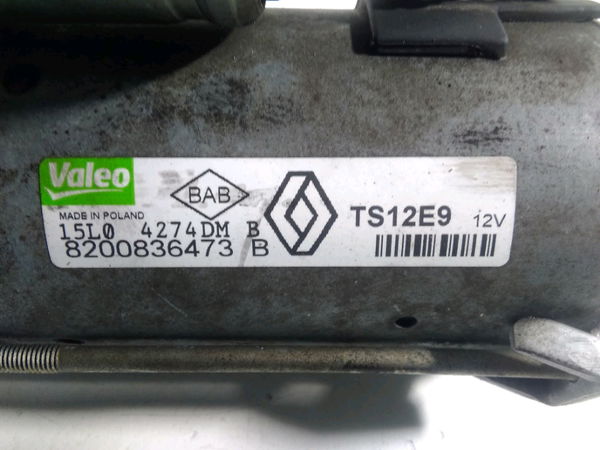 Valeo
BAB
TS12E9
12V
MADE IN POLAND
15L0 4274DM B
8200836473 B